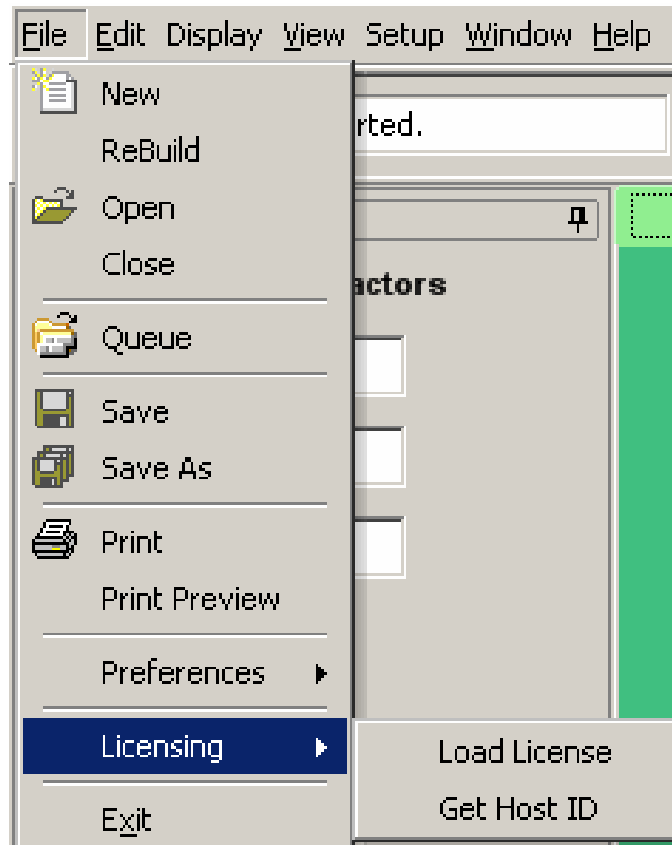 File Edit Display View Setup Window Help
New
rted.
ReBuild
Open
Close
actors
Queue
Save
Save As
Print
Print Preview
Preferences
Licensing
Load License
Get Host ID
Exit